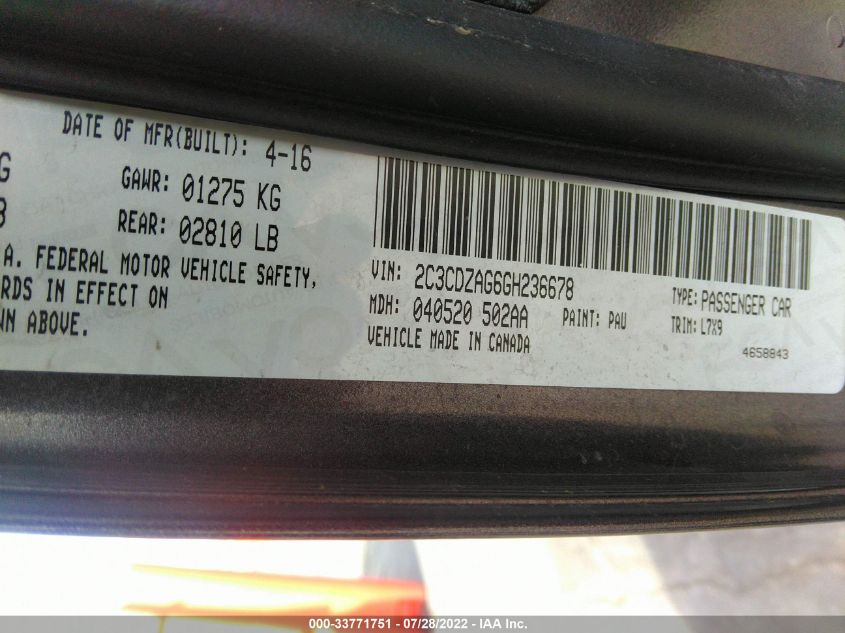 DATE OF MFR(BUILT): 4-16
G GAWR: 01275 KG
B REAR: 02810 LB
A. FEDERAL MOTOR VEHICLE SAFETY,
RDS IN EFFECT ON
WN ABOVE.
VIN: 2C3CDZAG6GH236678
MDH: 040520 502AA PAINT: PAU
VEHICLE MADE IN CANADA
TYPE: PASSENGER CAR
TRIM: L7X9
4658843
000-33771751 - 07/28/2022 - IAA Inc.